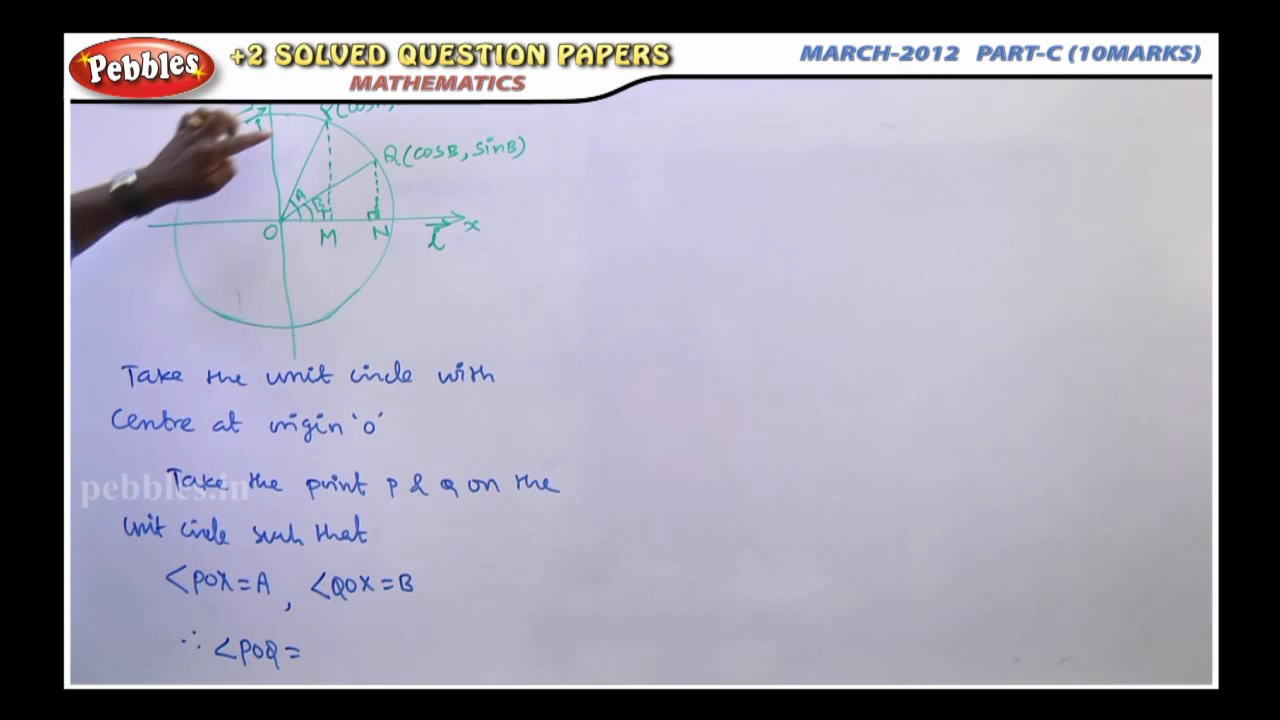 Pebbles
+2 SOLVED QUESTION PAPERS
MATHEMATICS
MARCH-2012 PART-C (10MARKS)
Q(cosB, sinB)
A
B
O
M
N
x
Take the unit circle with
Centre at origin 'o'
Take the point P & Q on the
unit circle such that
∠POX=A, ∠QOX=B
∴ ∠POQ=
pebbles.in